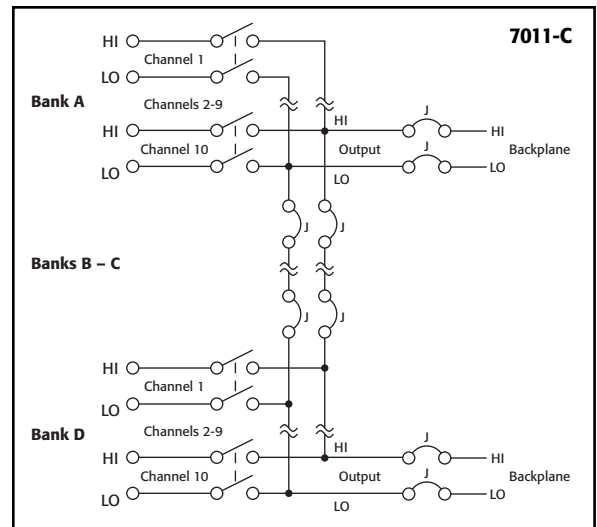 7011-C
HI
Channel 1
LO
Bank A
Channels 2-9
HI
HI
J
HI
Channel 10
Output
J
Backplane
LO
LO
LO
J
J
Banks B – C
J
J
HI
Channel 1
LO
Bank D
Channels 2-9
HI
J
HI
HI
Channel 10
Output
J
Backplane
LO
LO
LO